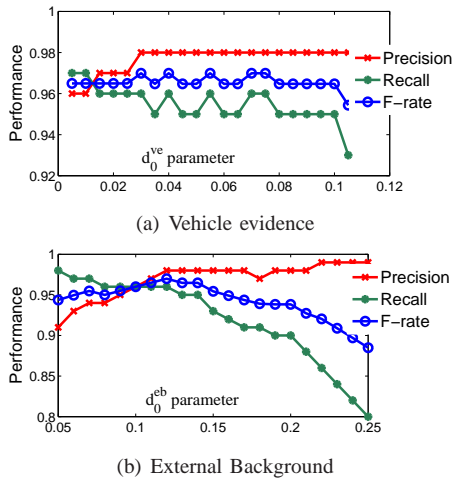 1
0.98
0.96
0.94
0.92
Performance
0 0.02 0.04 0.06 0.08 0.1 0.12
d₀ᵛᵉ parameter
Precision
Recall
F−rate
(a) Vehicle evidence
1
0.95
0.9
0.85
0.8
Performance
0.05 0.1 0.15 0.2 0.25
d₀ᵉᵇ parameter
Precision
Recall
F−rate
(b) External Background